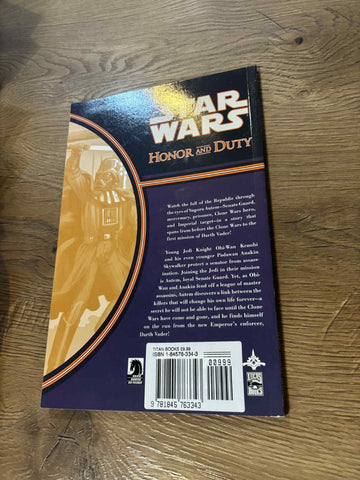 STAR
WARS
HONOR AND DUTY
Watch the fall of the Republic through
the eyes of Sagoro Autem—Senate Guard,
mercenary, prisoner, Clone Wars hero,
and Imperial target—in a story that
spans from before the Clone Wars to the
first mission of Darth Vader!
Young Jedi Knight Obi-Wan Kenobi
and his even younger Padawan Anakin
Skywalker protect a senator from assas-
sination. Joining the Jedi in their mission
is Autem, loyal Senate Guard. Yet, as Obi-
Wan and Anakin fend off a league of master
assassins, Autem discovers a link between the
killers that will change his own life forever—a
secret he will not be able to face until the Clone
Wars have come and gone, and he finds himself
on the run from the new Emperor's enforcer,
Darth Vader!
TITAN BOOKS £9.99
ISBN 1-84576-334-3
00999
9 781845 763343